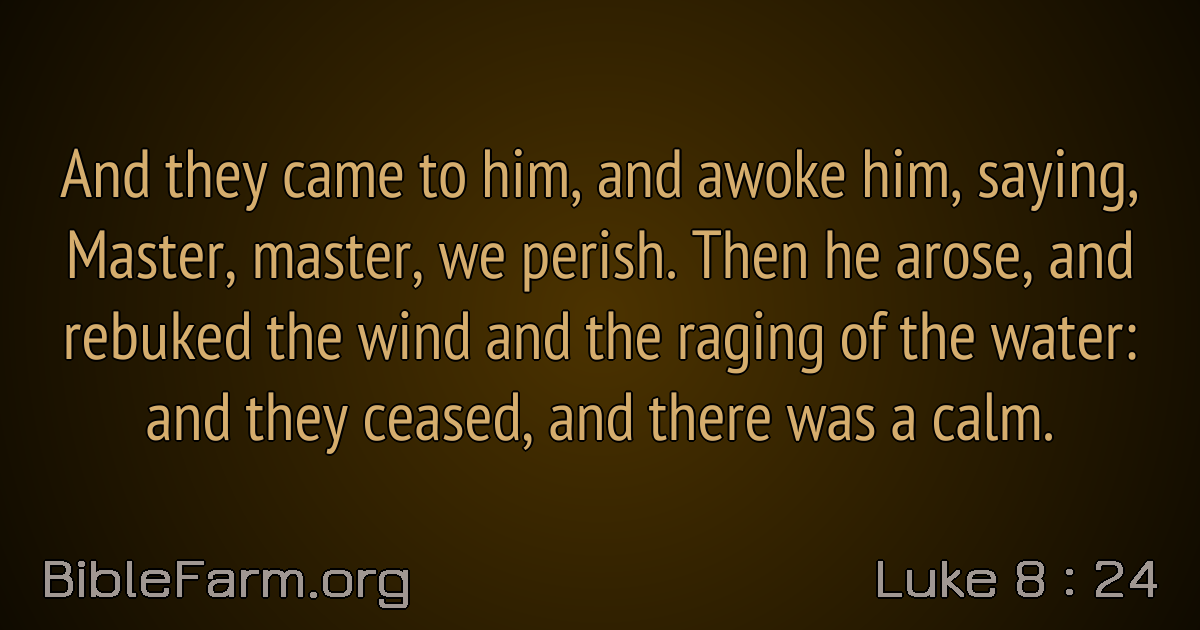 And they came to him, and awoke him, saying,
Master, master, we perish. Then he arose, and
rebuked the wind and the raging of the water:
and they ceased, and there was a calm.
BibleFarm.org
Luke 8 : 24